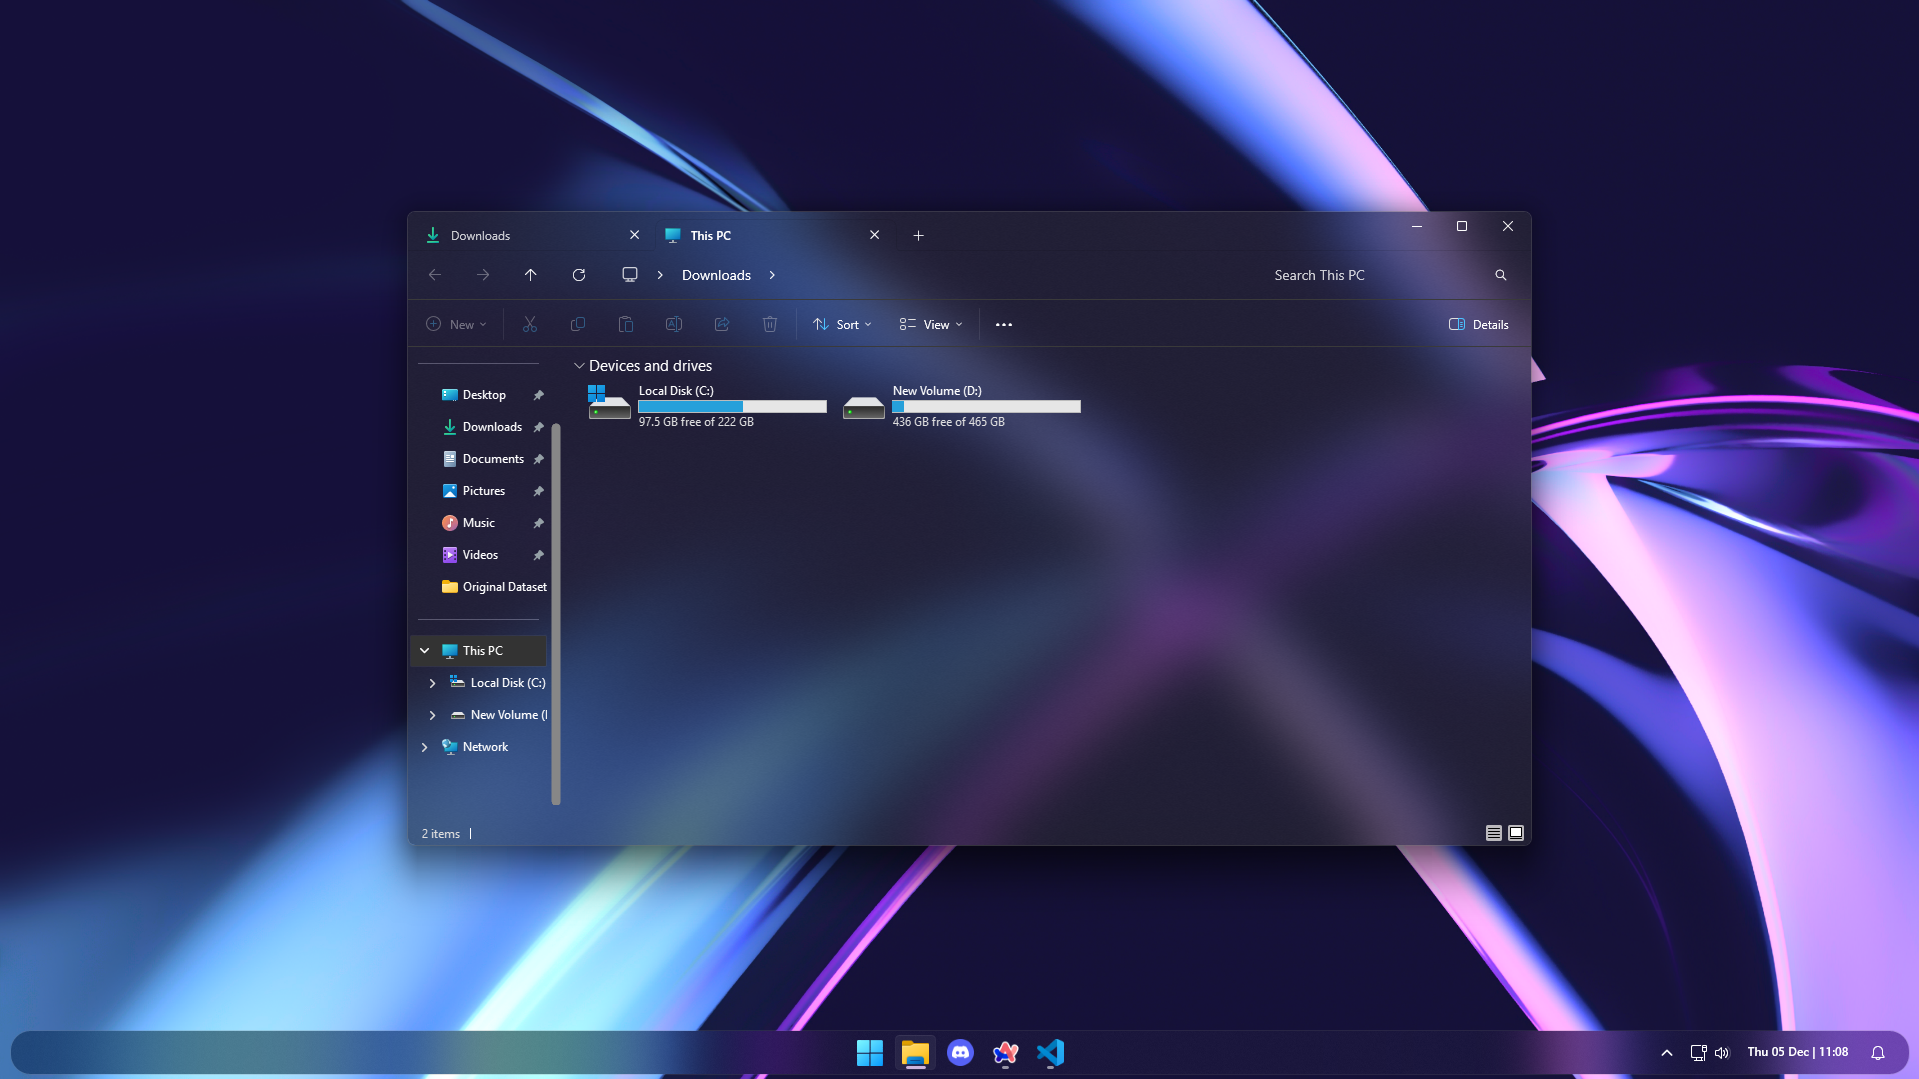 Downloads
This PC
Downloads
Search This PC
New
Sort
View
Details
Desktop
Downloads
Documents
Pictures
Music
Videos
Original Dataset
This PC
Local Disk (C:)
New Volume (
Network
Devices and drives
Local Disk (C:)
97.5 GB free of 222 GB
New Volume (D:)
436 GB free of 465 GB
2 items
Thu 05 Dec | 11:08